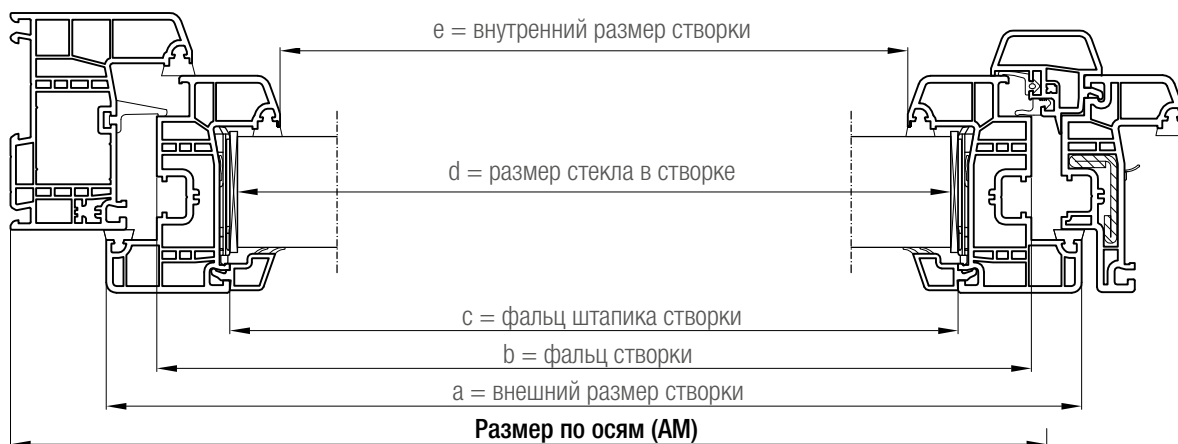 e = внутренний размер створки
d = размер стекла в створке
c = фальц штапика створки
b = фальц створки
a = внешний размер створки
Размер по осям (AM)